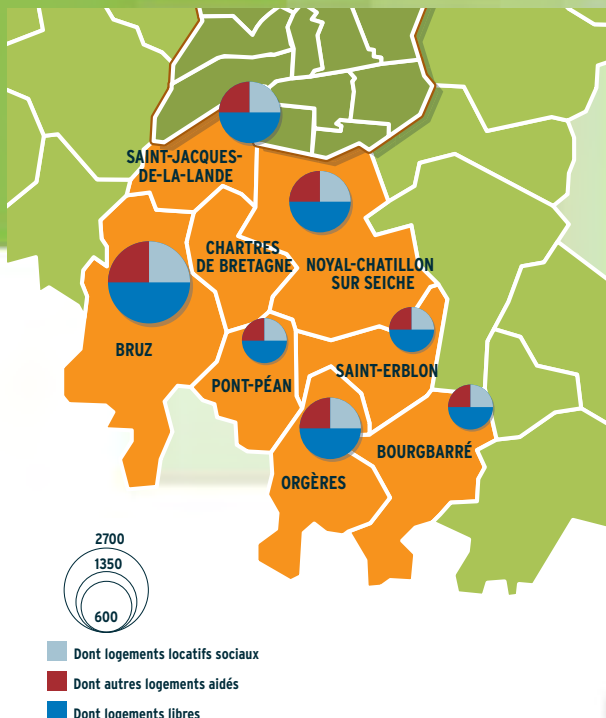 SAINT-JACQUES-
DE-LA-LANDE
CHARTRES
DE BRETAGNE
NOYAL-CHATILLON
SUR SEICHE
BRUZ
PONT-PÉAN
SAINT-ERBLON
BOURGBARRÉ
ORGÈRES
2700
1350
600
Dont logements locatifs sociaux
Dont autres logements aidés
Dont logements libres